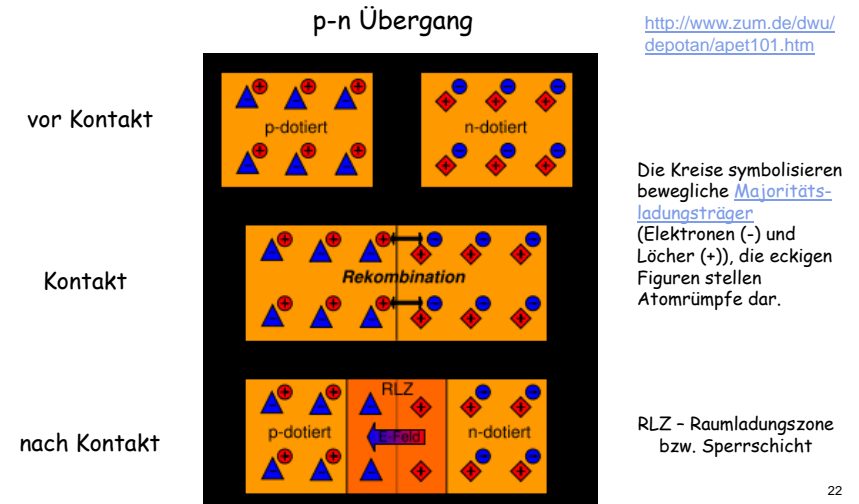 p-n Übergang
http://www.zum.de/dwu/
depotan/apet101.htm
vor Kontakt
p-dotiert
n-dotiert
Die Kreise symbolisieren
bewegliche Majoritäts-
ladungsträger
(Elektronen (-) und
Löcher (+)), die eckigen
Figuren stellen
Atomrümpfe dar.
Kontakt
Rekombination
nach Kontakt
RLZ
p-dotiert
E-Feld
n-dotiert
RLZ – Raumladungszone
bzw. Sperrschicht
22